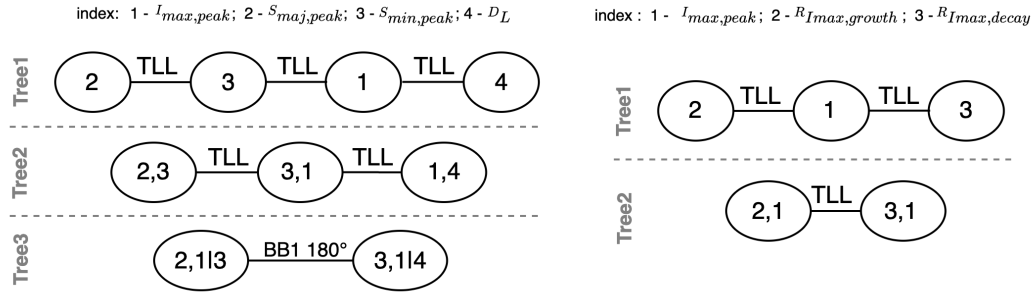 index: 1 - I_max,peak; 2 - S_maj,peak; 3 - S_min,peak; 4 - D_L
Tree1
2 TLL 3 TLL 1 TLL 4
Tree2
2,3 TLL 3,1 TLL 1,4
Tree3
2,1|3 BB1 180° 3,1|4
index : 1 - I_max,peak; 2 - R_Imax,growth ; 3 - R_Imax,decay
Tree1
2 TLL 1 TLL 3
Tree2
2,1 TLL 3,1